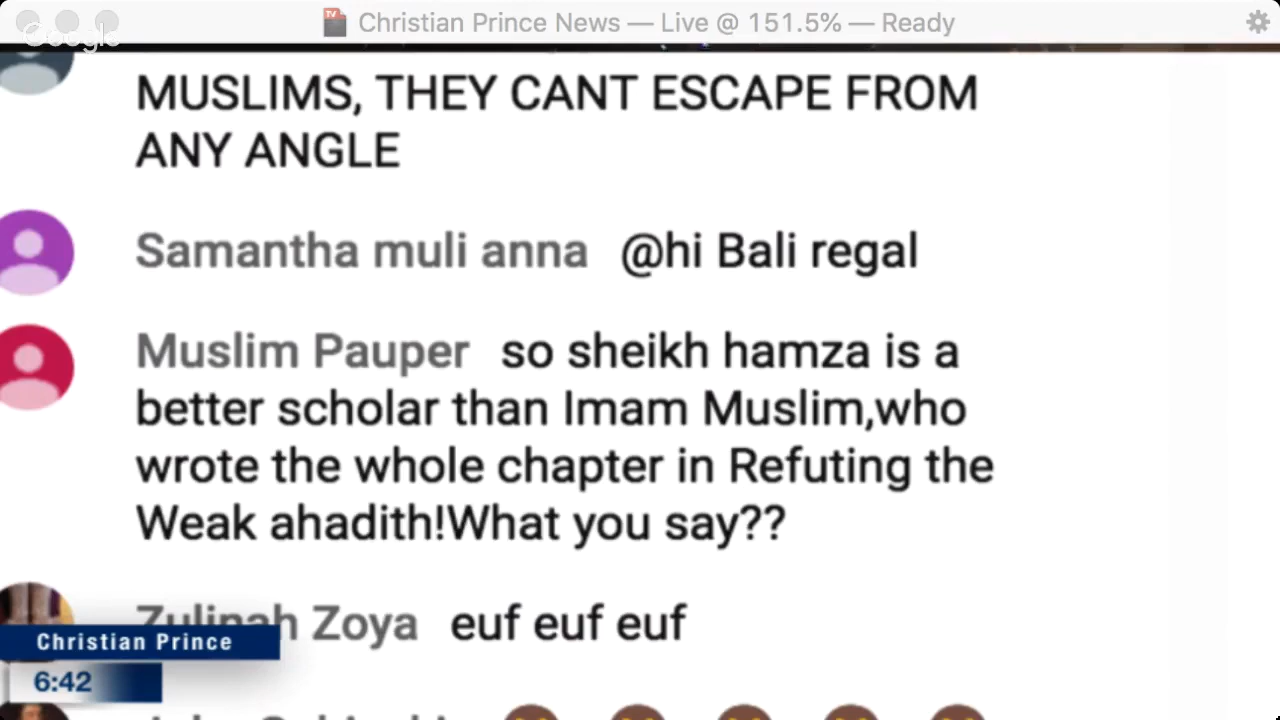 Christian Prince News — Live @ 151.5% — Ready
Google
MUSLIMS, THEY CANT ESCAPE FROM
ANY ANGLE
Samantha muli anna @hi Bali regal
Muslim Pauper so sheikh hamza is a
better scholar than Imam Muslim,who
wrote the whole chapter in Refuting the
Weak ahadith!What you say??
Zoya euf euf euf
Christian Prince
6:42